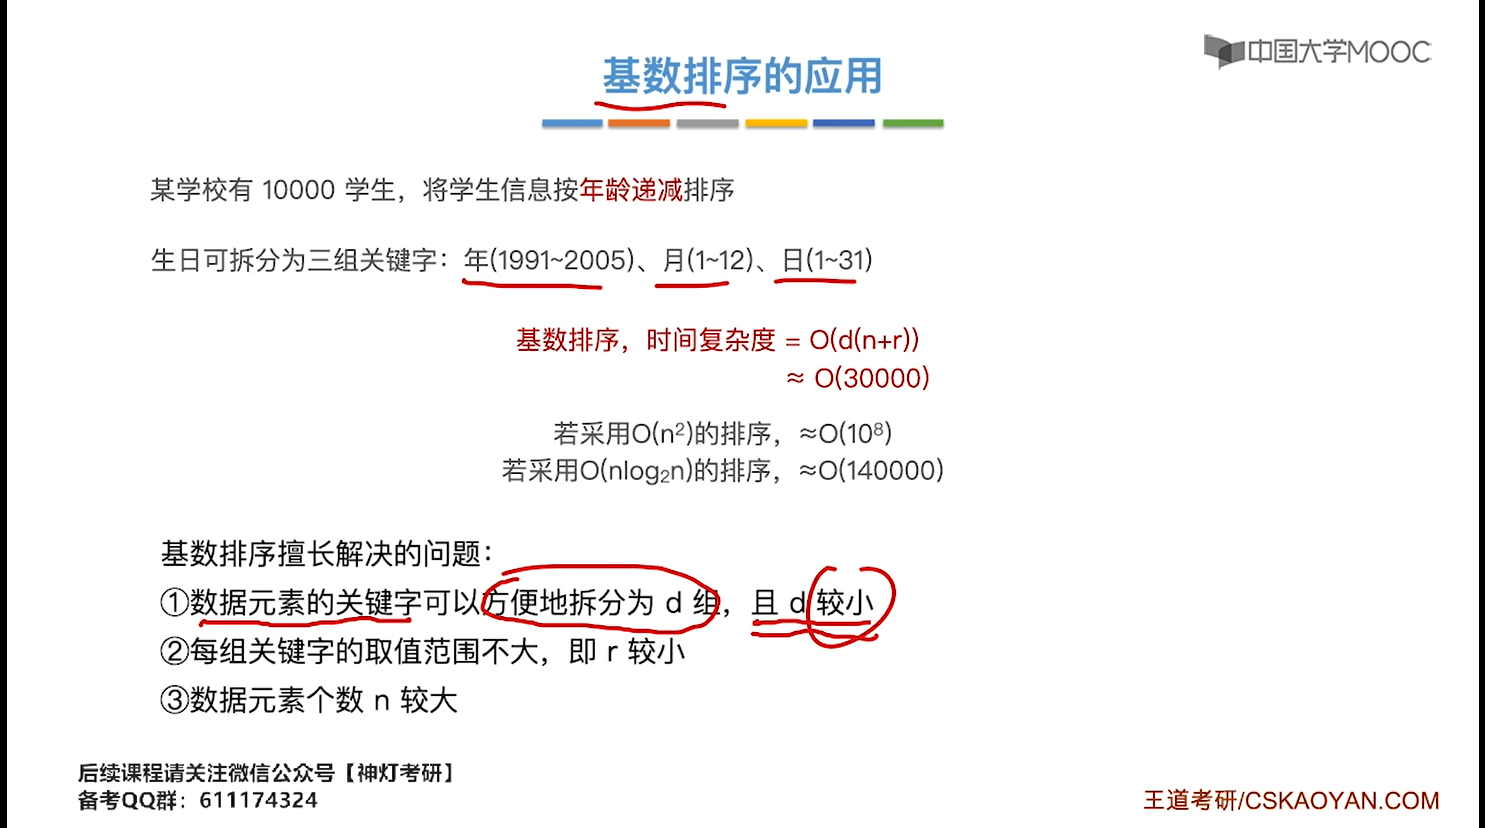 中国大学MOOC
基数排序的应用
某学校有 10000 学生，将学生信息按年龄递减排序
生日可拆分为三组关键字：年(1991~2005)、月(1~12)、日(1~31)
基数排序，时间复杂度 = O(d(n+r))
≈ O(30000)
若采用O(n²)的排序，≈O(10⁸)
若采用O(nlog₂n)的排序，≈O(140000)
基数排序擅长解决的问题：
①数据元素的关键字可以方便地拆分为 d 组，且 d 较小
②每组关键字的取值范围不大，即 r 较小
③数据元素个数 n 较大
后续课程请关注微信公众号【神灯考研】
备考QQ群：611174324
王道考研/CSKAOYAN.COM